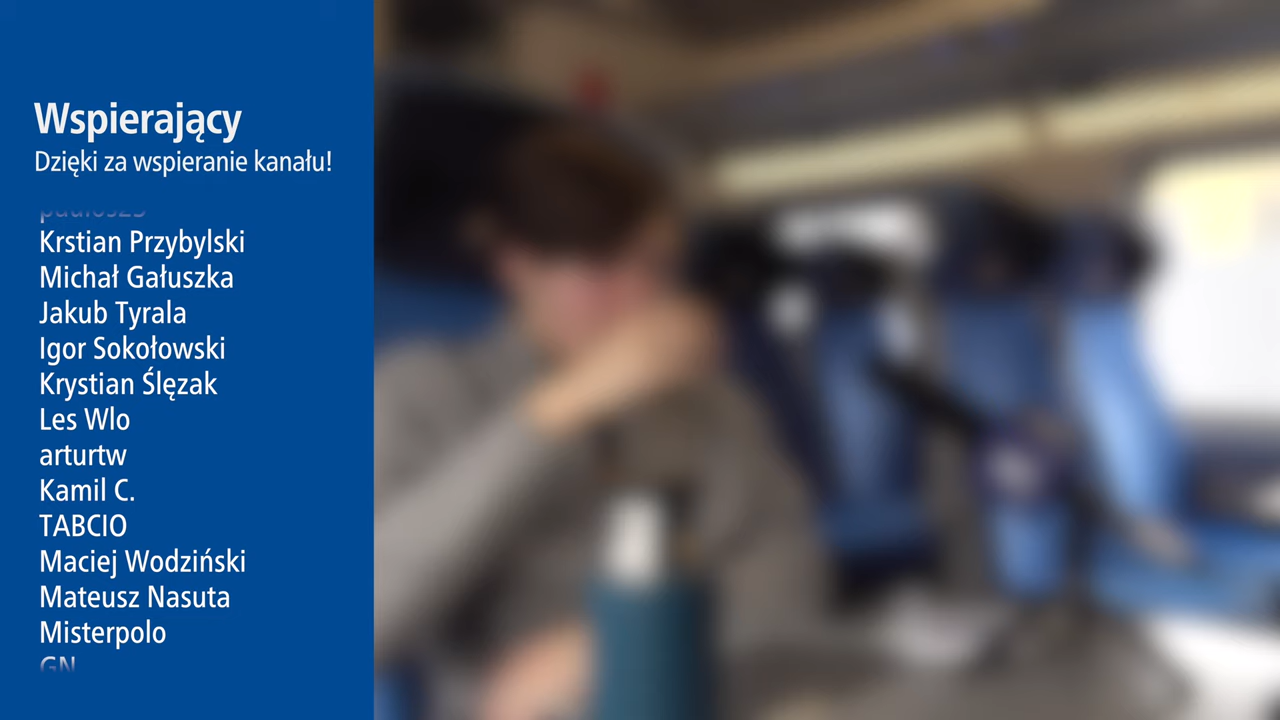 Wspierający
Dzięki za wspieranie kanału!
Krstian Przybylski
Michał Gałuszka
Jakub Tyrala
Igor Sokołowski
Krystian Ślęzak
Les Wlo
arturtw
Kamil C.
TABCIO
Maciej Wodziński
Mateusz Nasuta
Misterpolo
GN